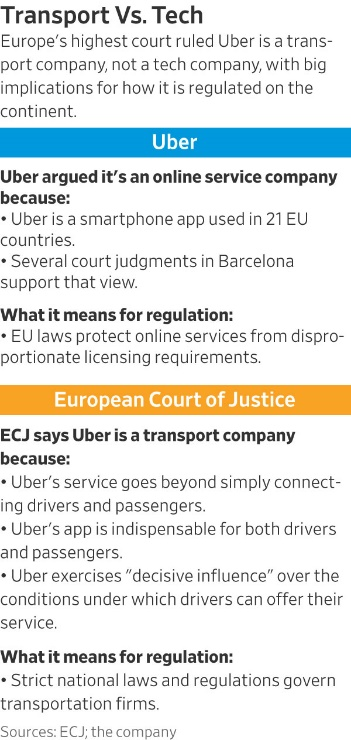 Transport Vs. Tech
Europe's highest court ruled Uber is a trans-
port company, not a tech company, with big
implications for how it is regulated on the
continent.
Uber
Uber argued it's an online service company
because:
• Uber is a smartphone app used in 21 EU
countries.
• Several court judgments in Barcelona
support that view.
What it means for regulation:
• EU laws protect online services from dispro-
portionate licensing requirements.
European Court of Justice
ECJ says Uber is a transport company
because:
• Uber's service goes beyond simply connect-
ing drivers and passengers.
• Uber's app is indispensable for both drivers
and passengers.
• Uber exercises "decisive influence" over the
conditions under which drivers can offer their
service.
What it means for regulation:
• Strict national laws and regulations govern
transportation firms.
Sources: ECJ; the company